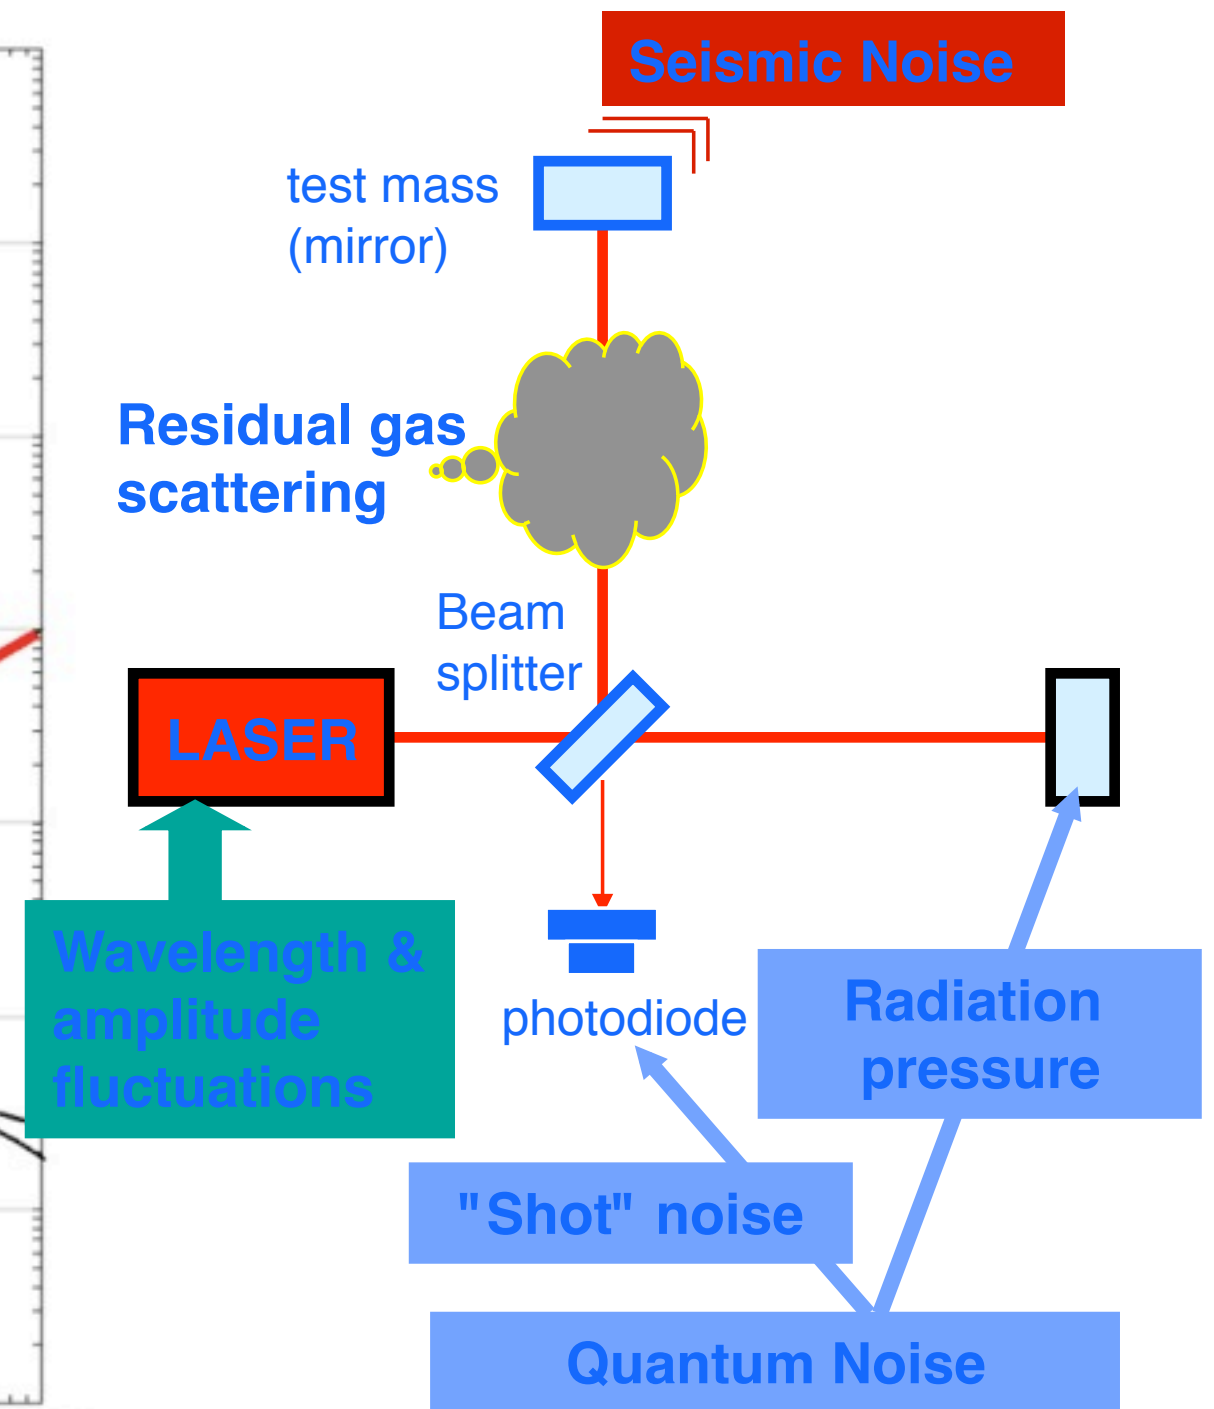 Seismic Noise
test mass
(mirror)
Residual gas
scattering
Beam
splitter
LASER
Wavelength &
amplitude
fluctuations
photodiode
Radiation
pressure
"Shot" noise
Quantum Noise